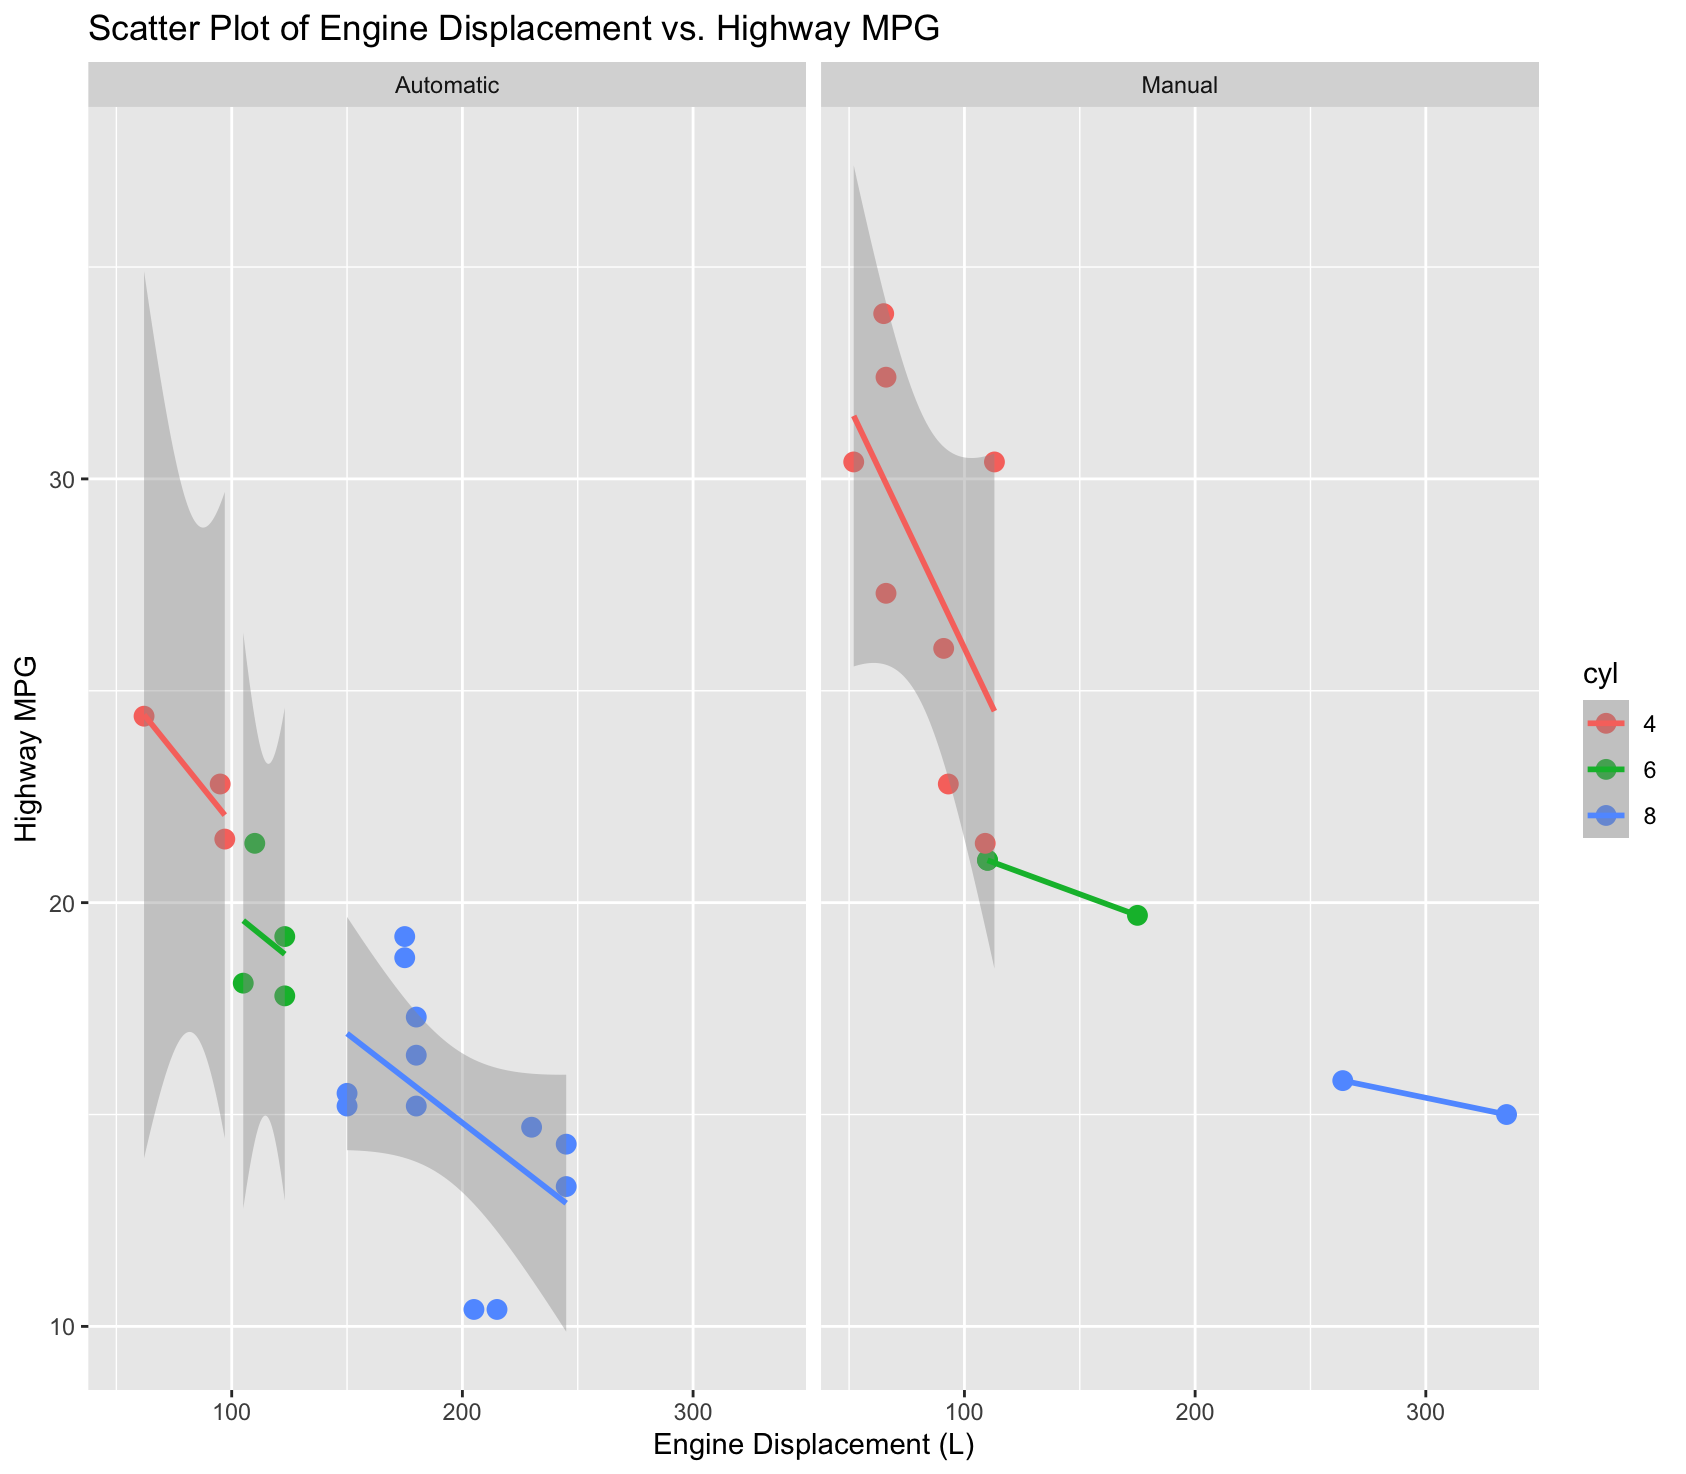 Scatter Plot of Engine Displacement vs. Highway MPG
Automatic
Manual
Highway MPG
30
20
10
100
200
300
100
200
300
Engine Displacement (L)
cyl
4
6
8